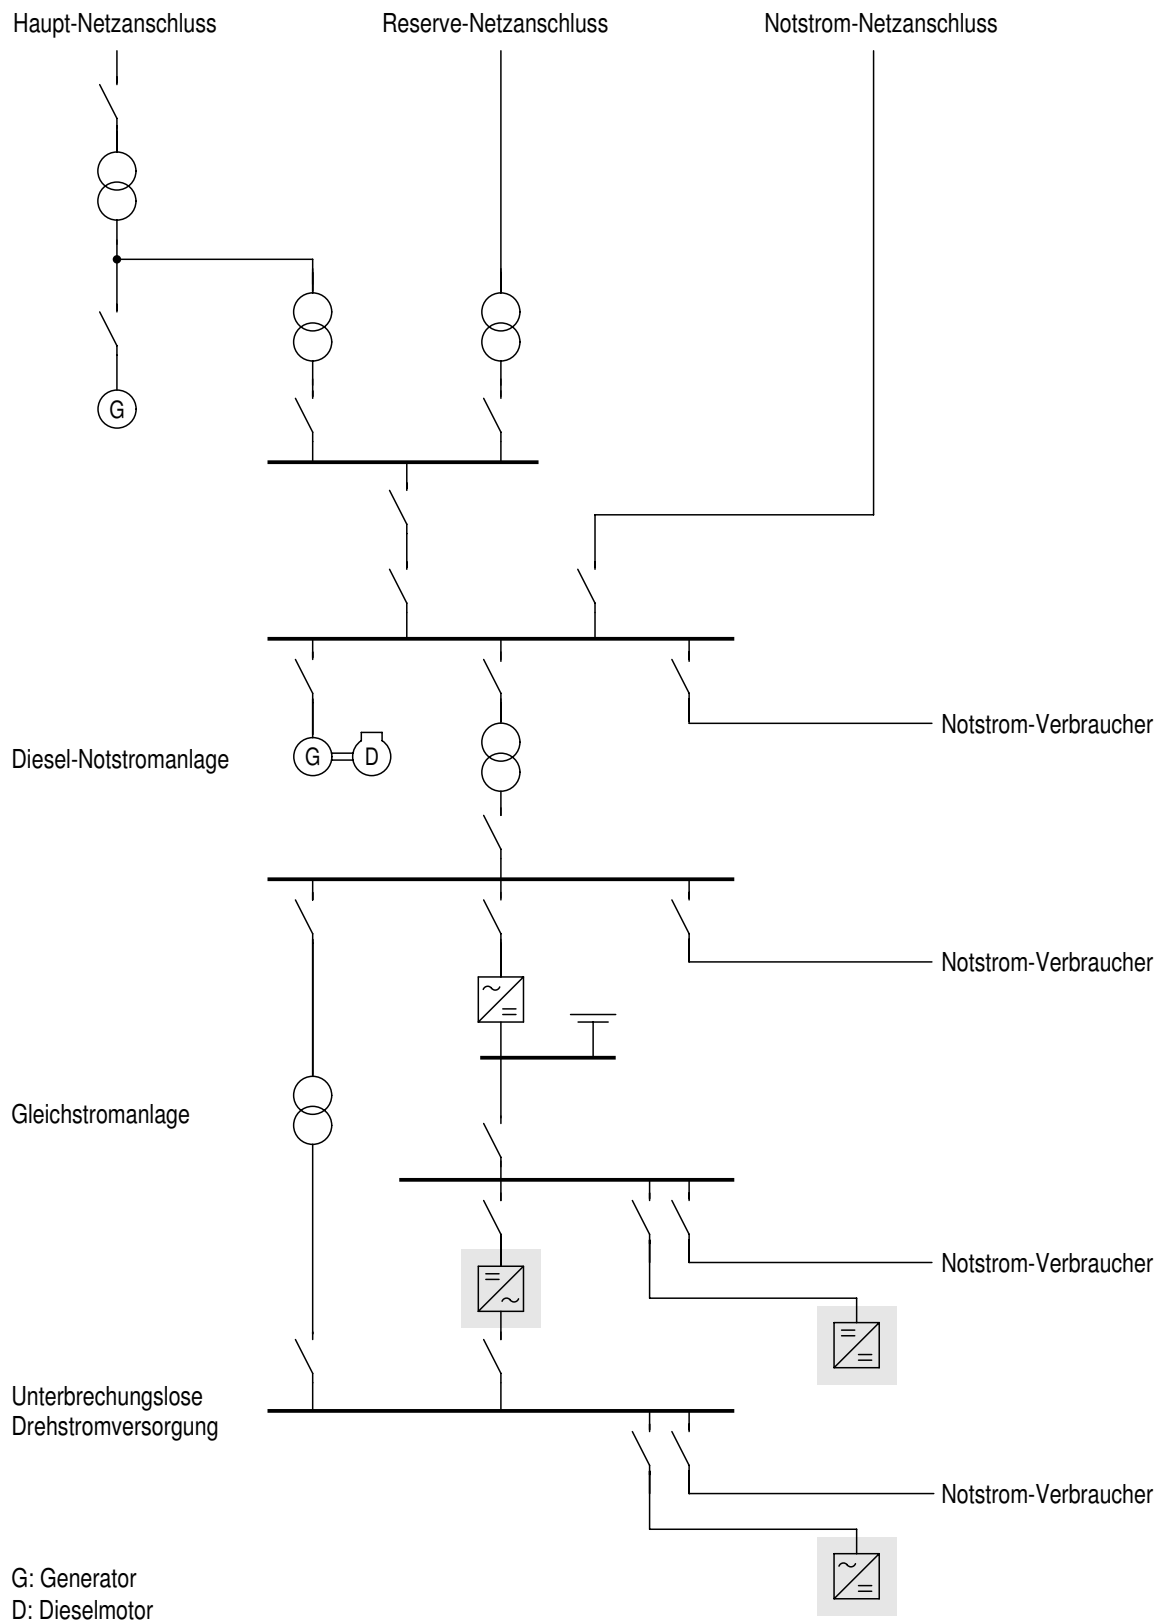 Haupt-Netzanschluss
Reserve-Netzanschluss
Notstrom-Netzanschluss
G
Notstrom-Verbraucher
Diesel-Notstromanlage
G
D
Notstrom-Verbraucher
Gleichstromanlage
Notstrom-Verbraucher
Unterbrechungslose
Drehstromversorgung
Notstrom-Verbraucher
G: Generator
D: Dieselmotor